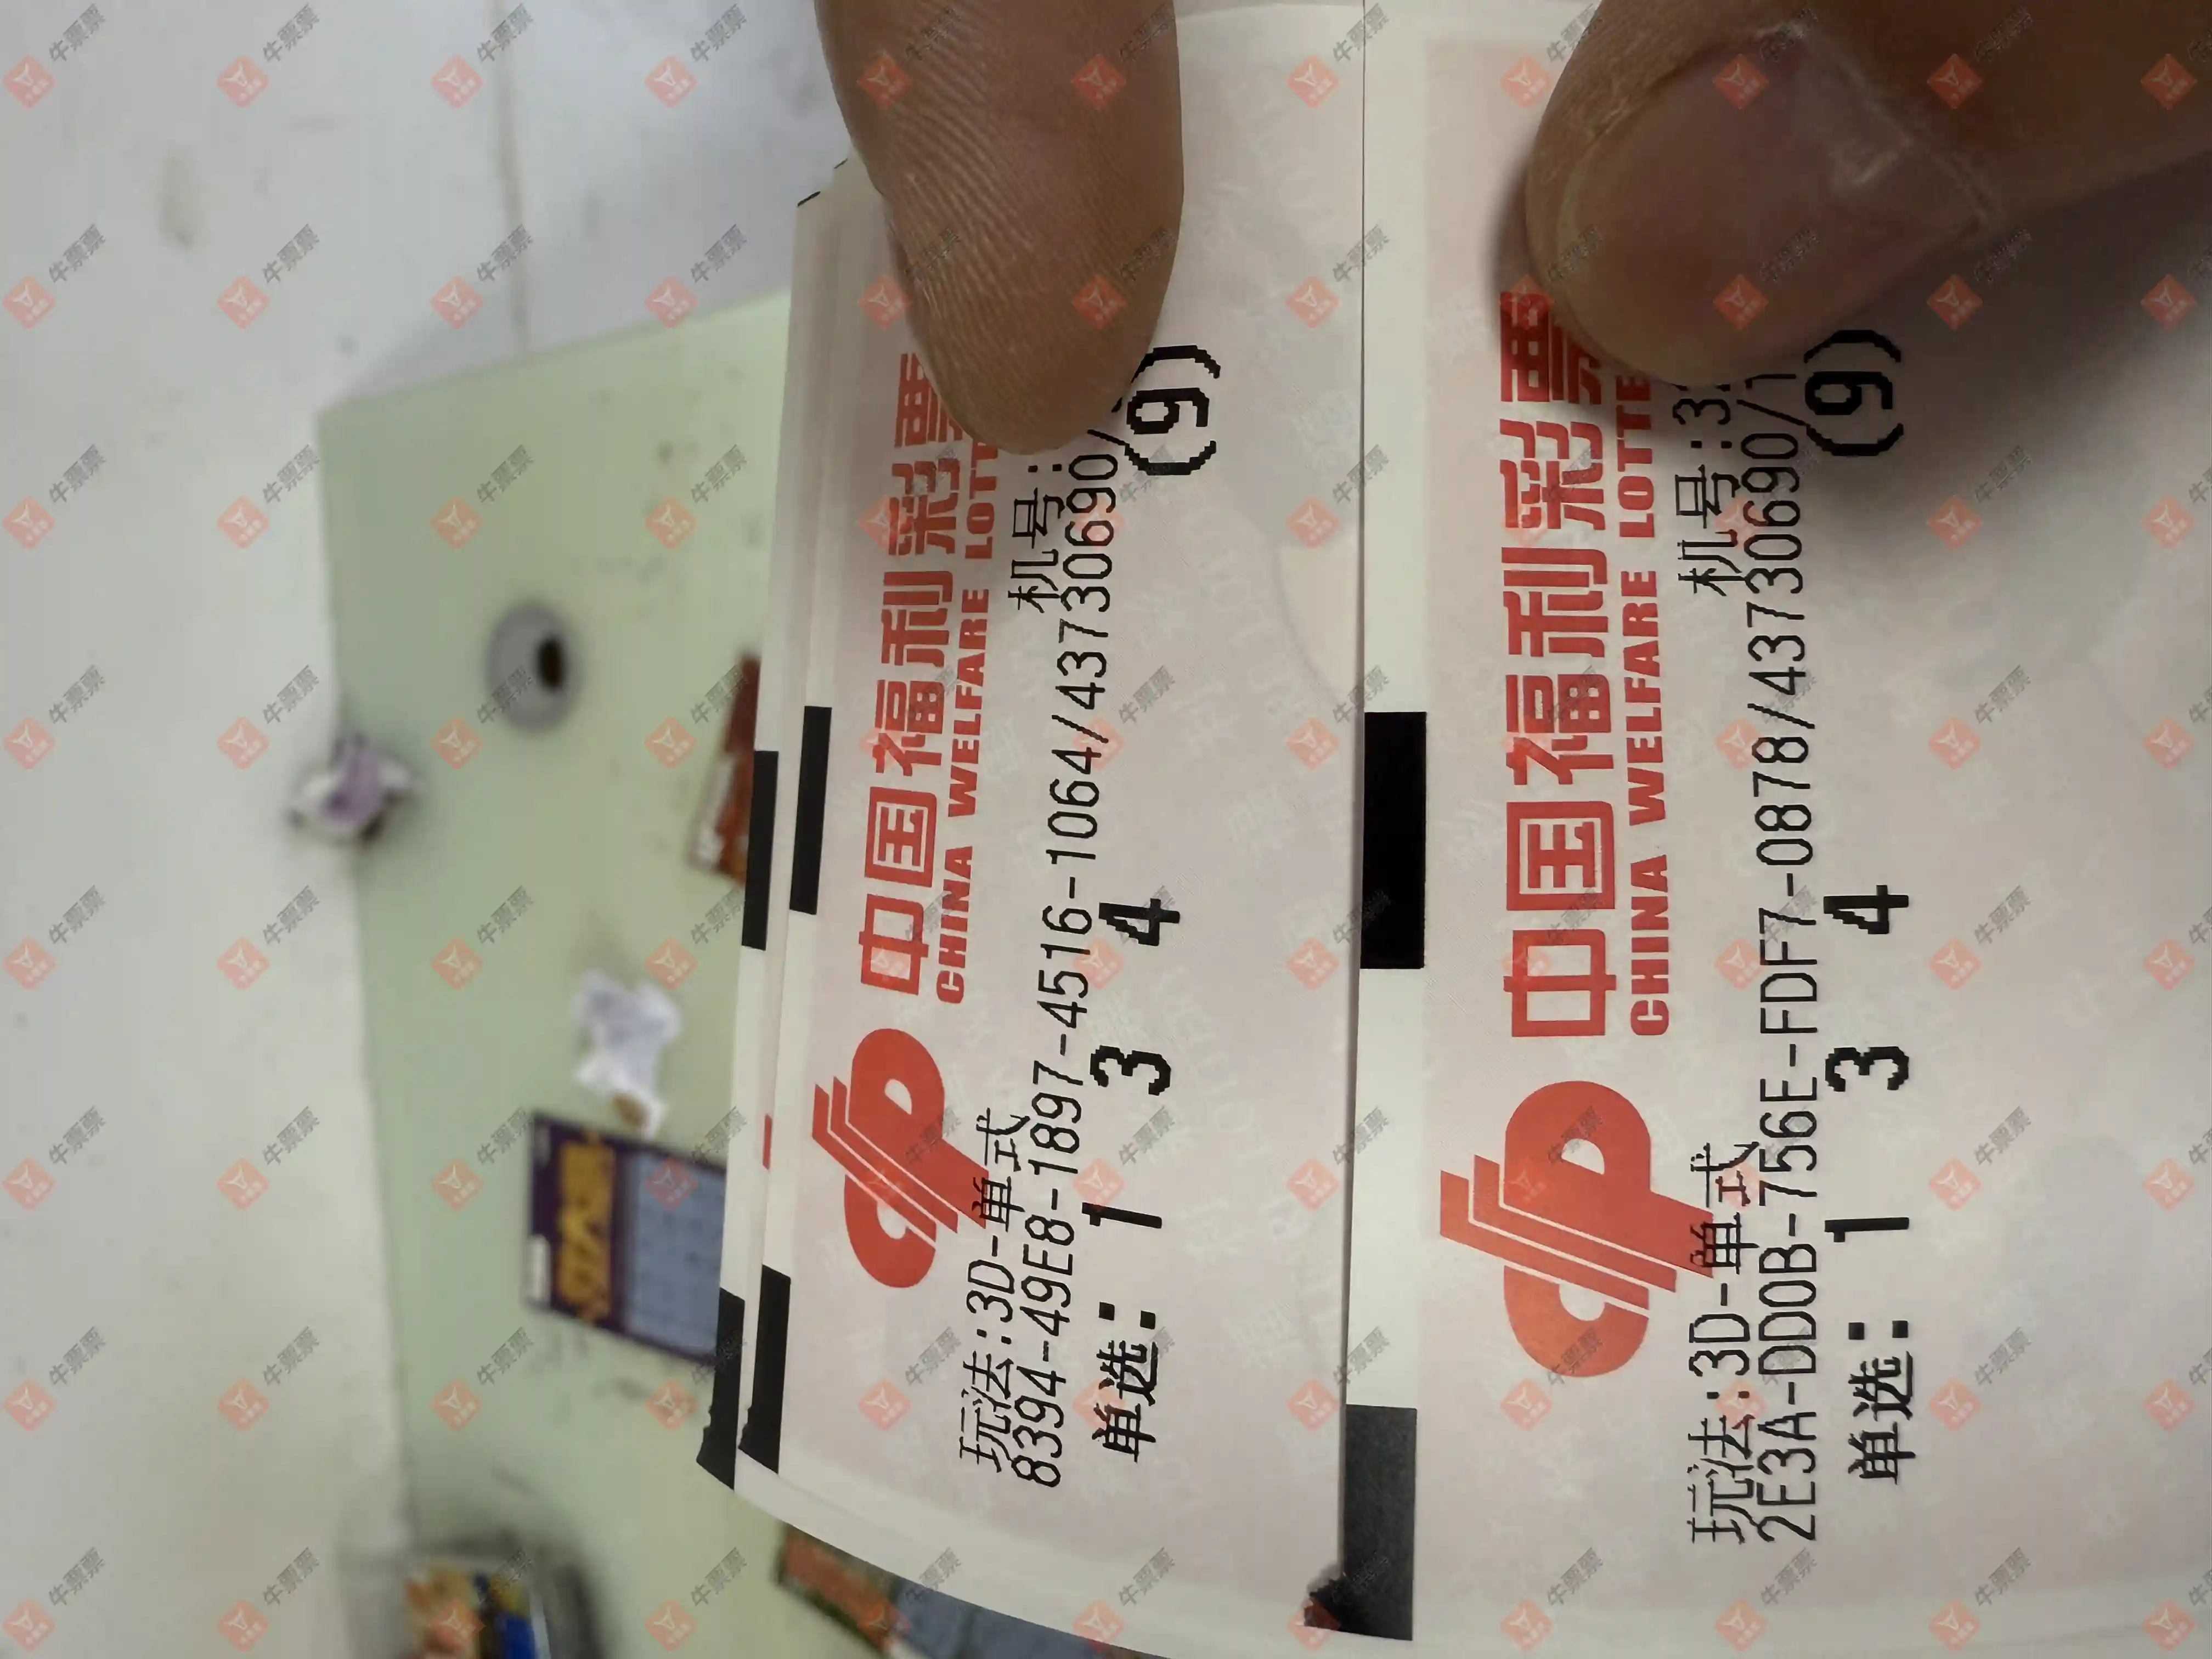 中国福利彩票
CHINA WELFARE LOTT
玩法:3D-单式 机号:
8394-49E8-1897-4516-1064/43730690/
单选: 1 3 4 (9)
中国福利彩票
CHINA WELFARE LOTTE
玩法:3D-单式 机号:3
2E3A-DD0B-756E-FDF7-0878/43730690/1
单选: 1 3 4 (9)
牛票票